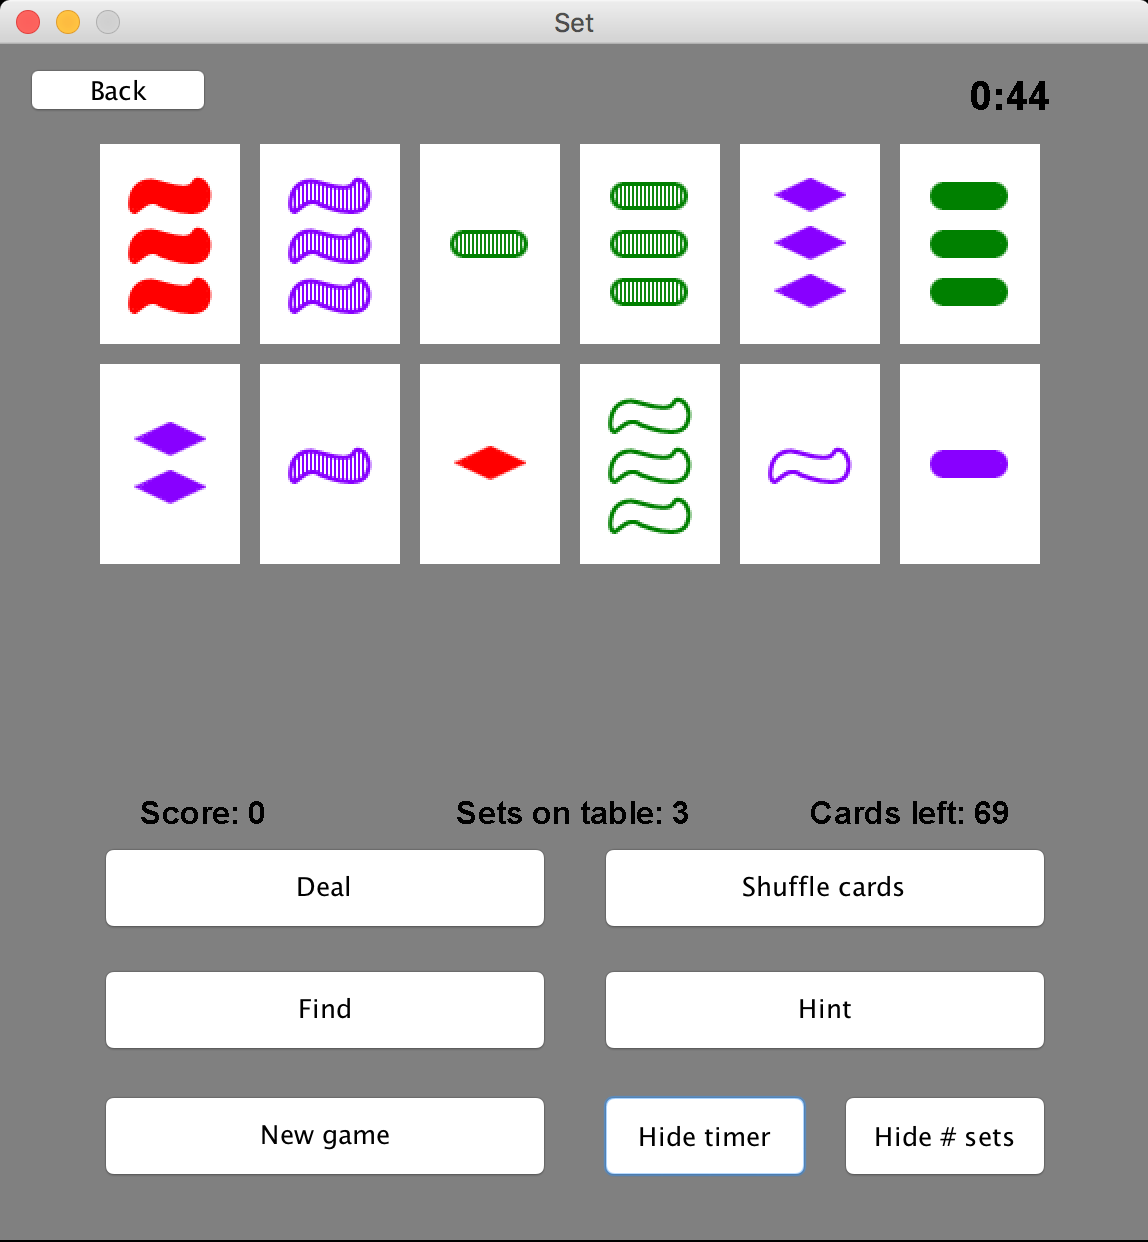 Set
Back
0:44
Score: 0
Sets on table: 3
Cards left: 69
Deal
Shuffle cards
Find
Hint
New game
Hide timer
Hide # sets